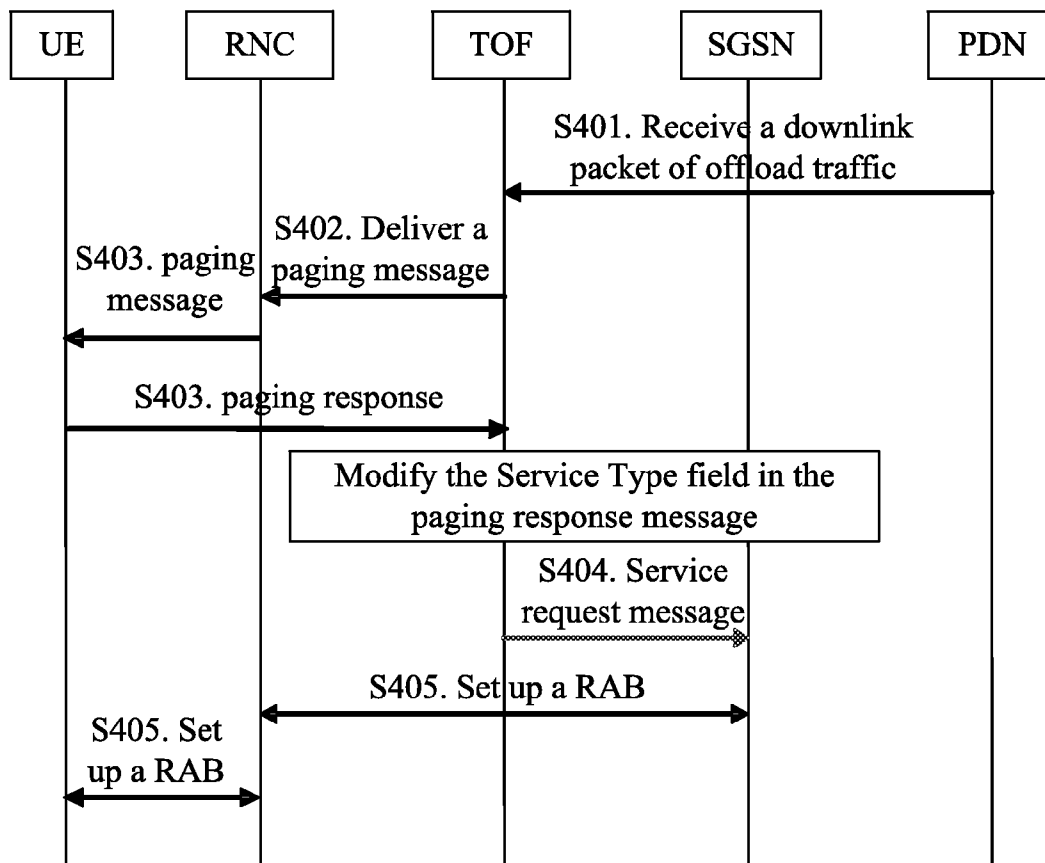 UE
RNC
TOF
SGSN
PDN
S401. Receive a downlink
packet of offload traffic
S402. Deliver a
paging message
S403. paging
message
S403. paging response
Modify the Service Type field in the
paging response message
S404. Service
request message
S405. Set up a RAB
S405. Set
up a RAB